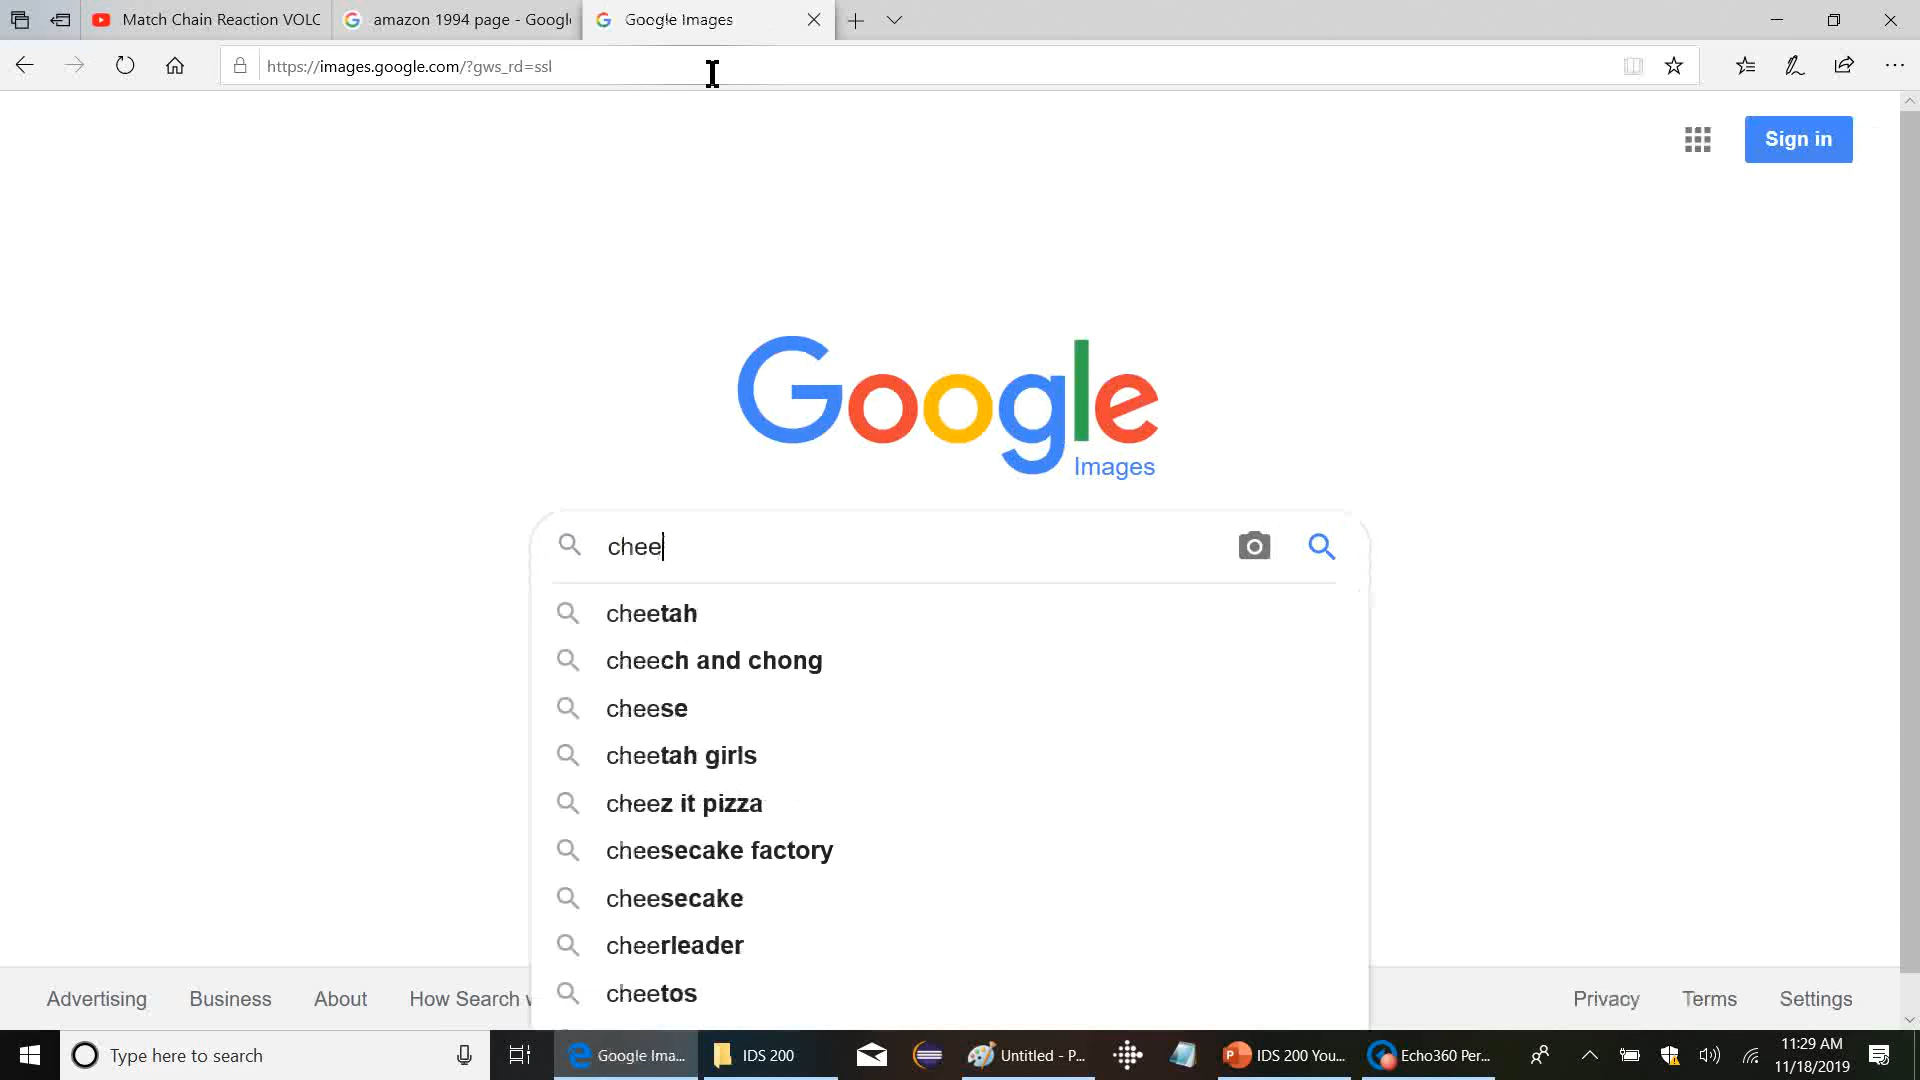 Match Chain Reaction VOLC
amazon 1994 page - Googl
Google Images
https://images.google.com/?gws_rd=ssl
Sign in
Google
Images
chee
cheetah
cheech and chong
cheese
cheetah girls
cheez it pizza
cheesecake factory
cheesecake
cheerleader
cheetos
Advertising Business About How Search Privacy Terms Settings
Type here to search Google Ima... IDS 200 Untitled - P... IDS 200 You... Echo360 Per... 11:29 AM
11/18/2019